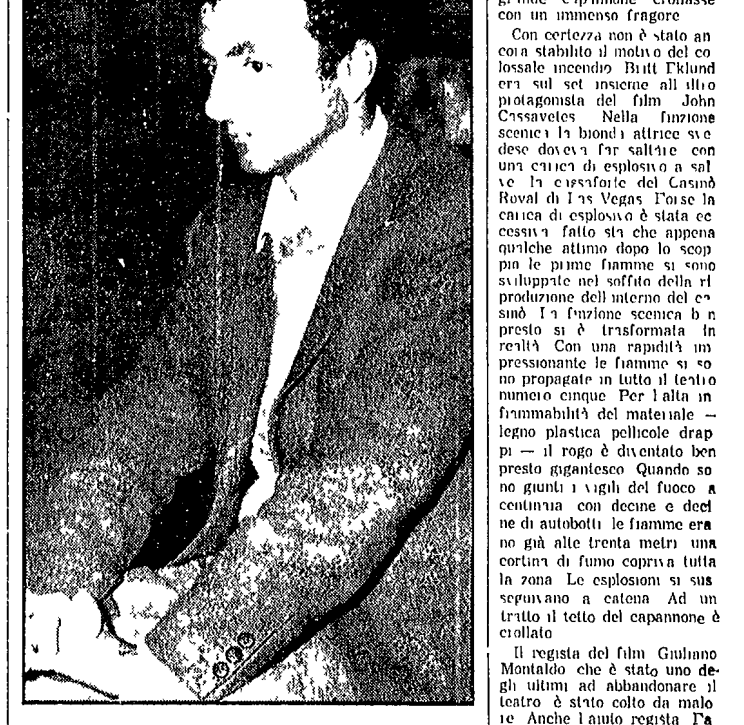 con un immenso fragore
Con certezza non è stato an
cora stabilito il motivo del co
lossale incendio Britt Eklund
era sul set insieme all altro
protagonista del film John
Cassavetes Nella finzione
scenica la bionda attrice sve
dese doveva far saltare con
una carica di esplosivo a sal
ve la cassaforte del Casinò
Royal di Las Vegas Forse la
carica di esplosivo è stata ec
cessiva fatto sta che appena
qualche attimo dopo lo scop
pio le prime fiamme si sono
sviluppate nel soffitto della ri
produzione dell interno del ca
sinò La finzione scenica b n
presto si è trasformata in
realtà Con una rapidità im
pressionante le fiamme si so
no propagate in tutto il teatro
numero cinque Per l alta in
fiammabilità del materiale —
legno plastica pellicole drap
pi — il rogo è diventato ben
presto gigantesco Quando so
no giunti i vigili del fuoco a
centinaia con decine e deci
ne di autobotti le fiamme era
no già alte trenta metri una
cortina di fumo copriva tutta
la zona Le esplosioni si sus
seguivano a catena Ad un
tratto il tetto del capannone è
crollato
Il regista del film Giuliano
Montaldo che è stato uno de-
gli ultimi ad abbandonare il
teatro è stato colto da malo
re Anche l aiuto regista Fa